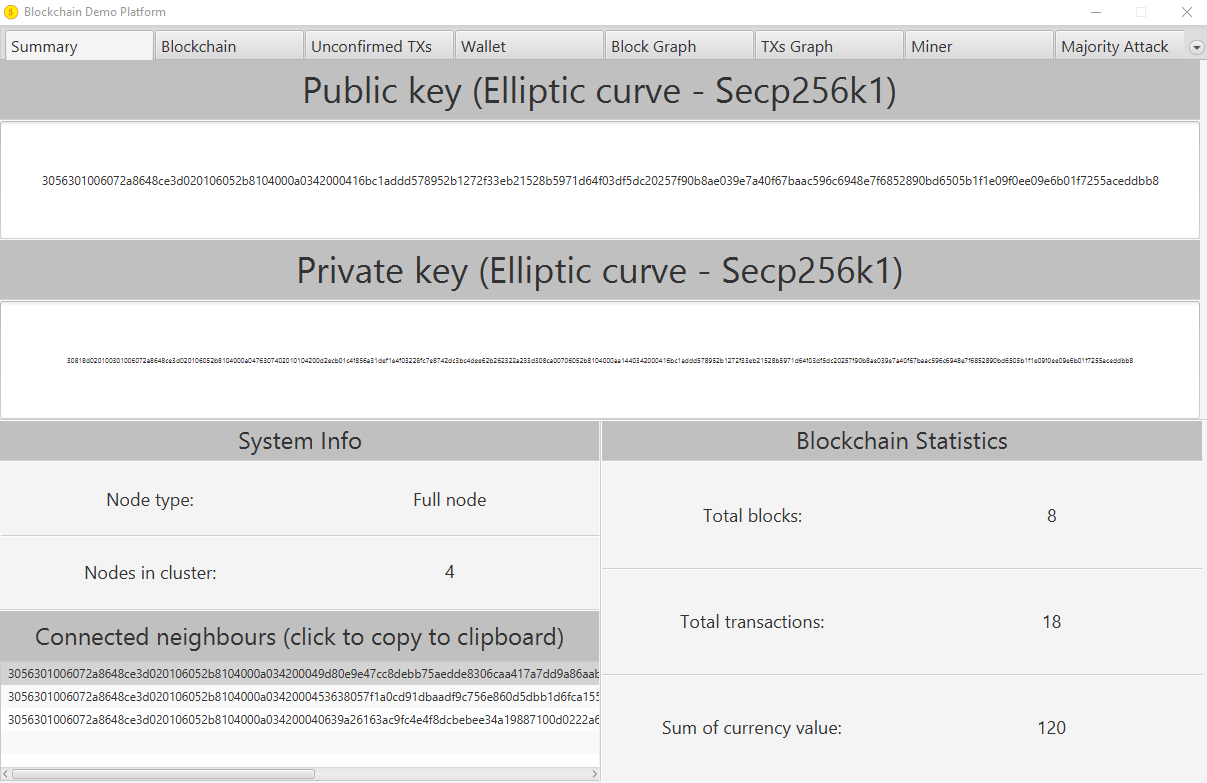 Blockchain Demo Platform
Summary
Blockchain
Unconfirmed TXs
Wallet
Block Graph
TXs Graph
Miner
Majority Attack
Public key (Elliptic curve - Secp256k1)
3056301006072a8648ce3d020106052b8104000a0342000416bc1addd578952b1272f33eb21528b5971d64f03df5dc20257f90b8ae039e7a40f67baac596c6948e7f6852890bd6505b1f1e09f0ee09e6b01f7255aceddbb8
Private key (Elliptic curve - Secp256k1)
System Info
Node type:
Full node
Nodes in cluster:
4
Connected neighbours (click to copy to clipboard)
3056301006072a8648ce3d020106052b8104000a034200049d80e9e47cc8debb75aedde8306caa417a7dd9a86aab
3056301006072a8648ce3d020106052b8104000a0342000453638057f1a0cd91dbaadf9c756e860d5dbb1d6fca155
3056301006072a8648ce3d020106052b8104000a034200040639a26163ac9fc4e4f8dcbebee34a19887100d0222a6
Blockchain Statistics
Total blocks:
8
Total transactions:
18
Sum of currency value:
120